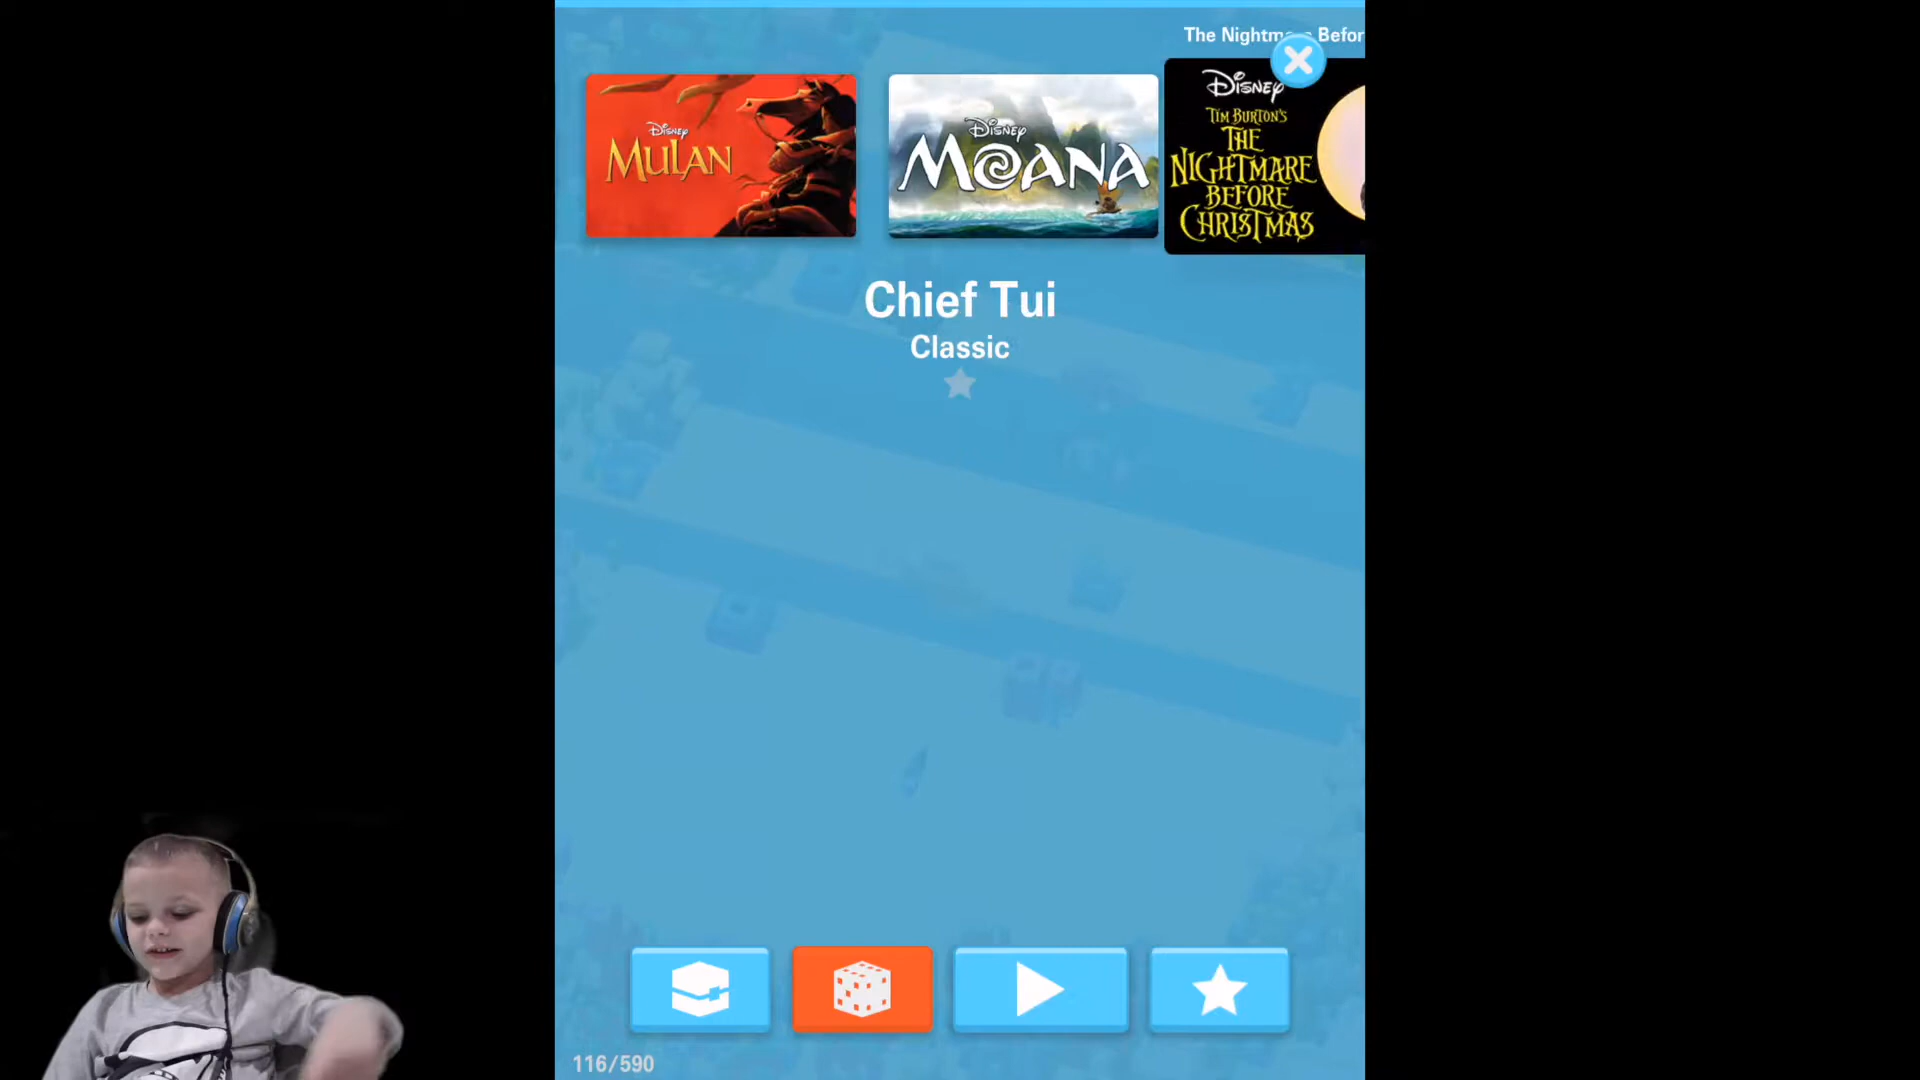 The Nightm
Befor
DISNEY
MULAN
DISNEY
MOANA
DISNEY
TIM BURTON'S
THE
NIGHTMARE
BEFORE
CHRISTMAS
Chief Tui
Classic
116/590